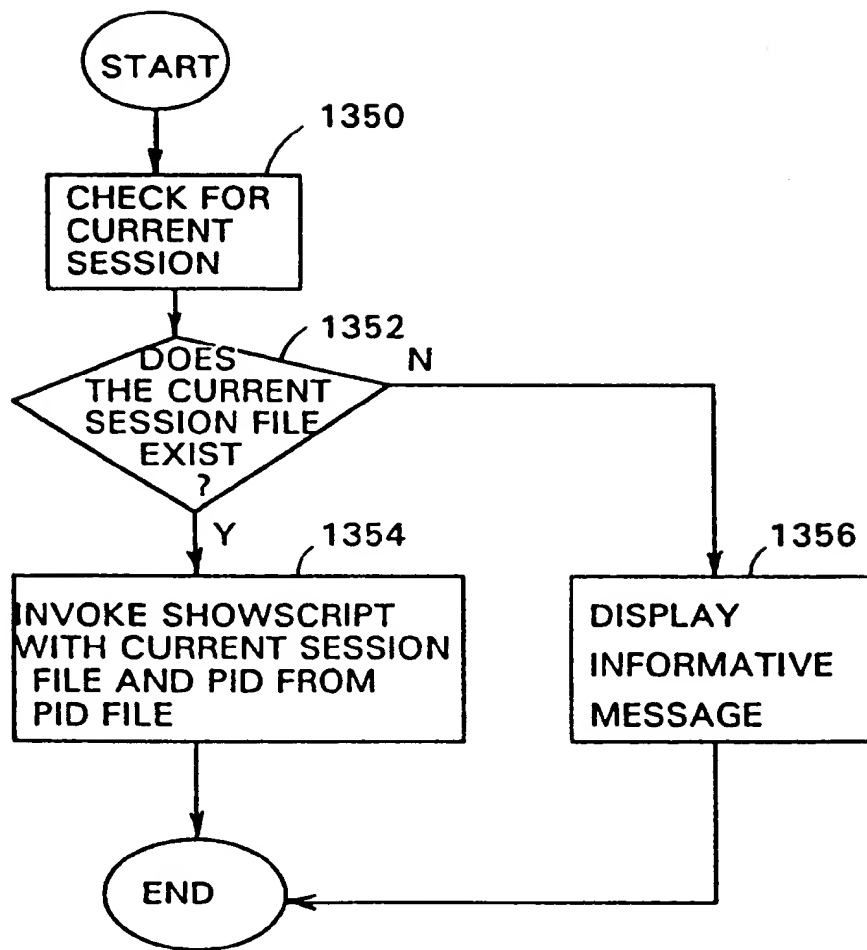 START
1350
CHECK FOR
CURRENT
SESSION
1352
DOES
THE CURRENT
SESSION FILE
EXIST
?
N
Y
1354
INVOKE SHOWSCRIPT
WITH CURRENT SESSION
FILE AND PID FROM
PID FILE
1356
DISPLAY
INFORMATIVE
MESSAGE
END